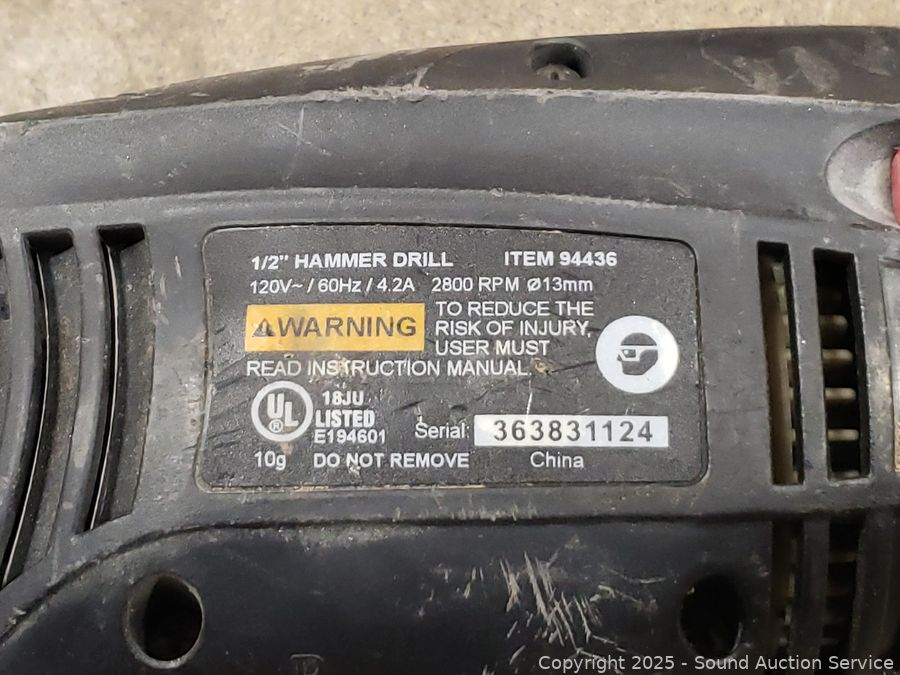 1/2" HAMMER DRILL ITEM 94436
120V~ / 60Hz / 4.2A 2800 RPM Ø13mm
⚠WARNING TO REDUCE THE
RISK OF INJURY,
USER MUST
READ INSTRUCTION MANUAL.
UL® 18JU
LISTED
E194601
Serial: 363831124
10g DO NOT REMOVE China
Copyright 2025 - Sound Auction Service